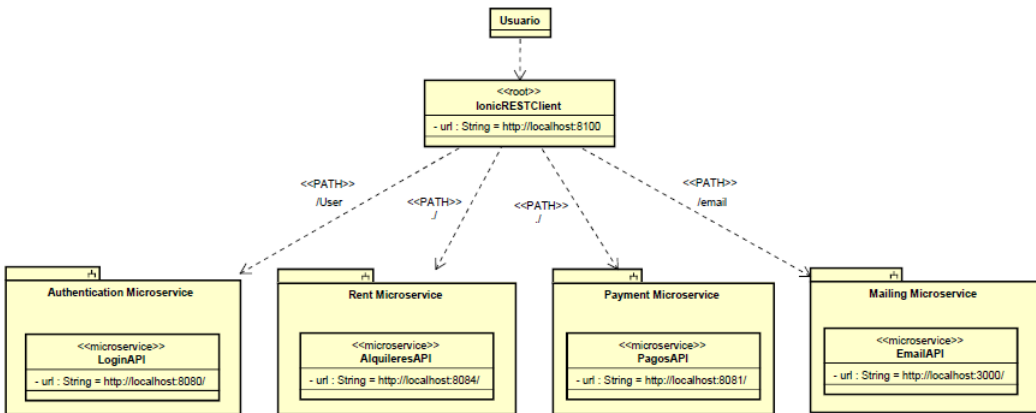 Usuario
<<root>>
IonicRESTClient
- url : String = http://localhost:8100
<<PATH>>
/User
<<PATH>>
./
<<PATH>>
./
<<PATH>>
/email
Authentication Microservice
<<microservice>>
LoginAPI
- url : String = http://localhost:8080/
Rent Microservice
<<microservice>>
AlquileresAPI
- url : String = http://localhost:8084/
Payment Microservice
<<microservice>>
PagosAPI
- url : String = http://localhost:8081/
Mailing Microservice
<<microservice>>
EmailAPI
- url : String = http://localhost:3000/